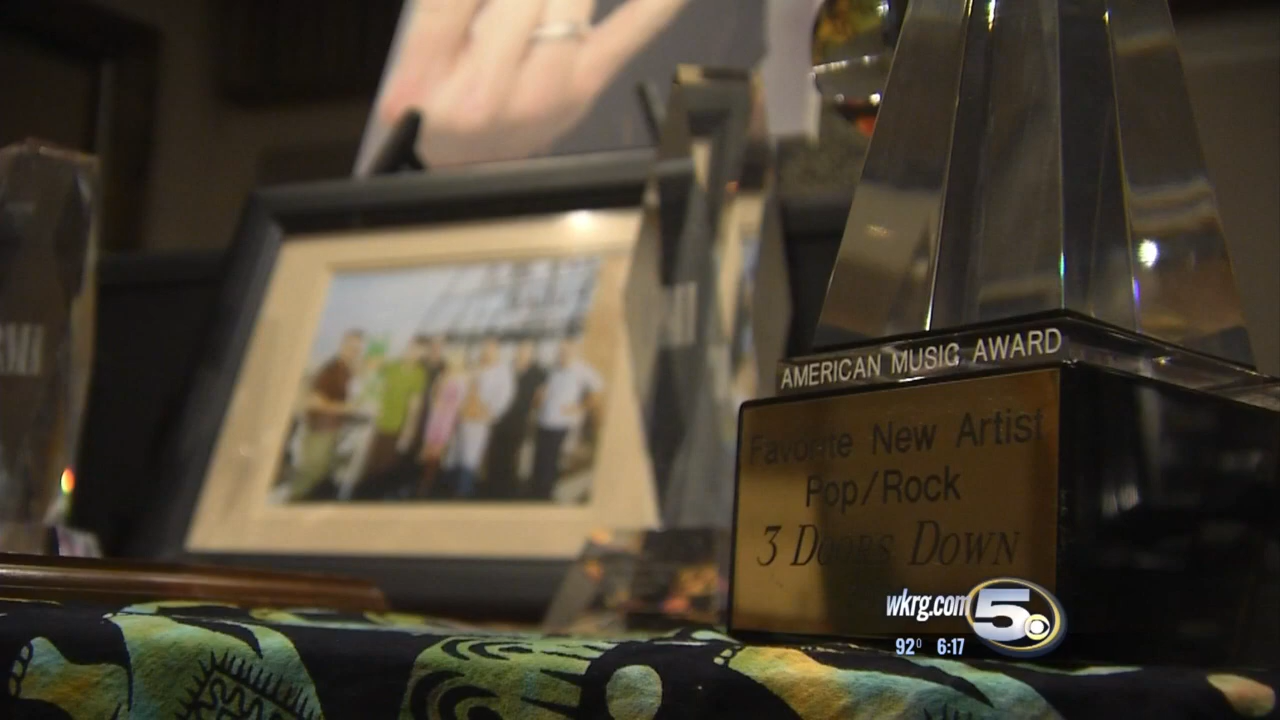 AMERICAN MUSIC AWARD
Favorite New Artist
Pop/Rock
3 DOORS DOWN
wkrg.com 5
92° 6:17